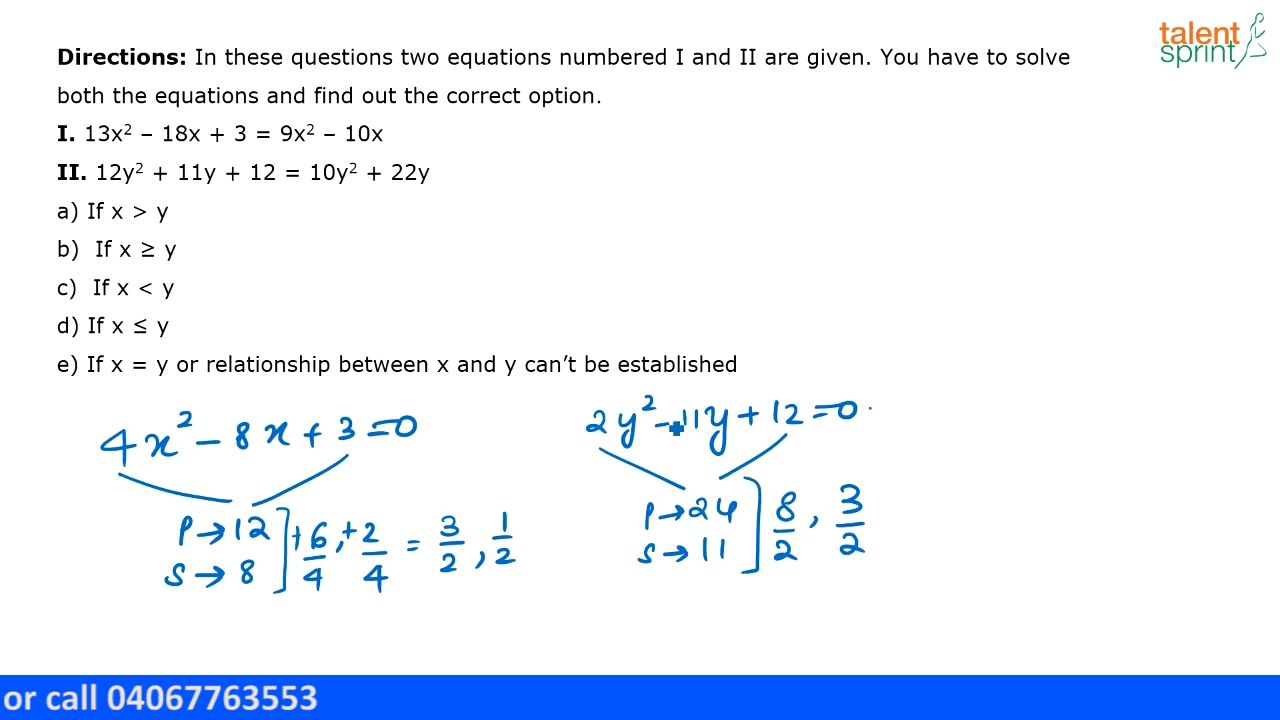 talent
sprint
Directions: In these questions two equations numbered I and II are given. You have to solve
both the equations and find out the correct option.
I. 13x² – 18x + 3 = 9x² – 10x
II. 12y² + 11y + 12 = 10y² + 22y
a) If x > y
b) If x ≥ y
c) If x < y
d) If x ≤ y
e) If x = y or relationship between x and y can’t be established
4x² – 8x + 3 = 0
P → 12
S → 8
+6/4, +2/4 = 3/2, 1/2
2y² – 11y + 12 = 0
P → 24
S → 11
8/2, 3/2
or call 04067763553